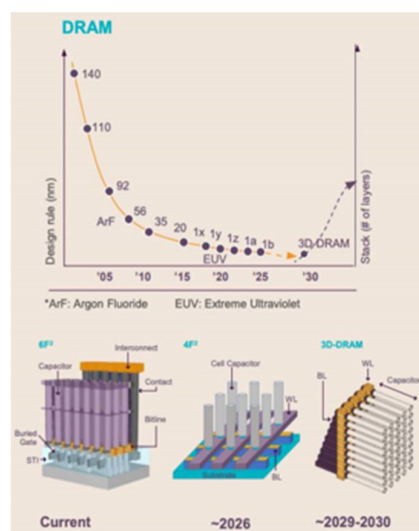 DRAM
Design rule (nm)
Stack (# of layers)
140
110
92
56
ArF
35
20
1x
1y
1z
1a
1b
EUV
3D DRAM
'05 '10 '15 '20 '25 '30
*ArF: Argon Fluoride EUV: Extreme Ultraviolet
6F²
Interconnect
Capacitor
Contact
Bitline
Buried
Gate
STI
4F²
Cell Capacitor
WL
BL
Substrate
3D-DRAM
WL
BL
Capacitor
Current ~2026 ~2029-2030